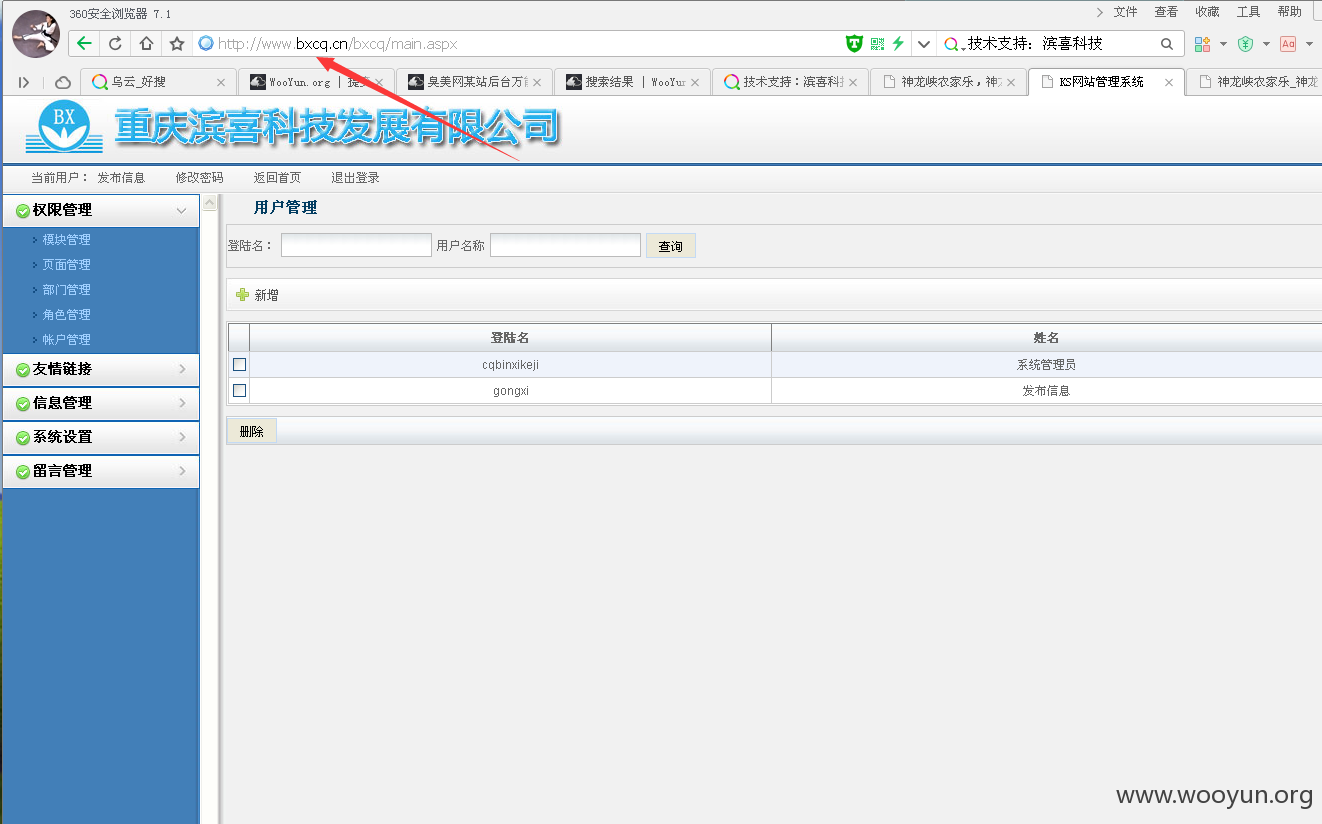 360安全浏览器 7.1
文件 查看 收藏 工具 帮助
http://www.bxcq.cn/bxcq/main.aspx
技术支持：滨喜科技
乌云_好搜
WooYun.org | 提交
臭美网某站后台万能
搜索结果 | WooYun
技术支持：滨喜科技
神龙峡农家乐，神龙
KS网站管理系统
神龙峡农家乐_神龙
BX
重庆滨喜科技发展有限公司
当前用户： 发布信息 修改密码 返回首页 退出登录
权限管理
模块管理
页面管理
部门管理
角色管理
帐户管理
友情链接
信息管理
系统设置
留言管理
用户管理
登陆名： 用户名称 查询
新增
登陆名 姓名
cqbinxikeji 系统管理员
gongxi 发布信息
删除
www.wooyun.org